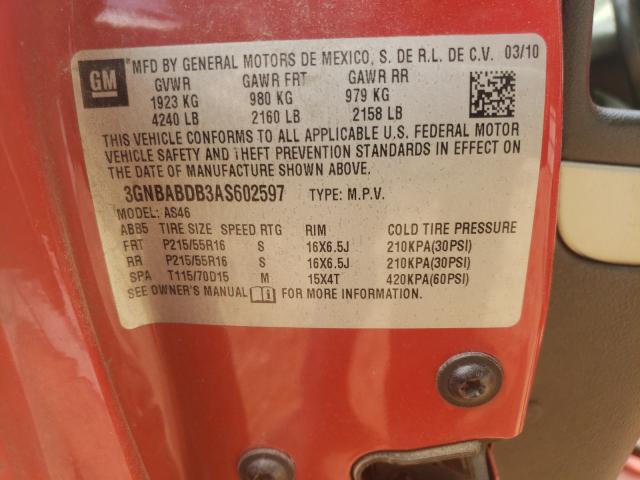 GM
MFD BY GENERAL MOTORS DE MEXICO, S. DE R.L. DE C.V. 03/10
GVWR GAWR FRT GAWR RR
1923 KG 980 KG 979 KG
4240 LB 2160 LB 2158 LB
THIS VEHICLE CONFORMS TO ALL APPLICABLE U.S. FEDERAL MOTOR
VEHICLE SAFETY AND THEFT PREVENTION STANDARDS IN EFFECT ON
THE DATE OF MANUFACTURE SHOWN ABOVE.
3GNBABDB3AS602597 TYPE: M.P.V.
MODEL: AS46
ABB5 TIRE SIZE SPEED RTG RIM COLD TIRE PRESSURE
FRT P215/55R16 S 16X6.5J 210KPA(30PSI)
RR P215/55R16 S 16X6.5J 210KPA(30PSI)
SPA T115/70D15 M 15X4T 420KPA(60PSI)
SEE OWNER'S MANUAL FOR MORE INFORMATION.